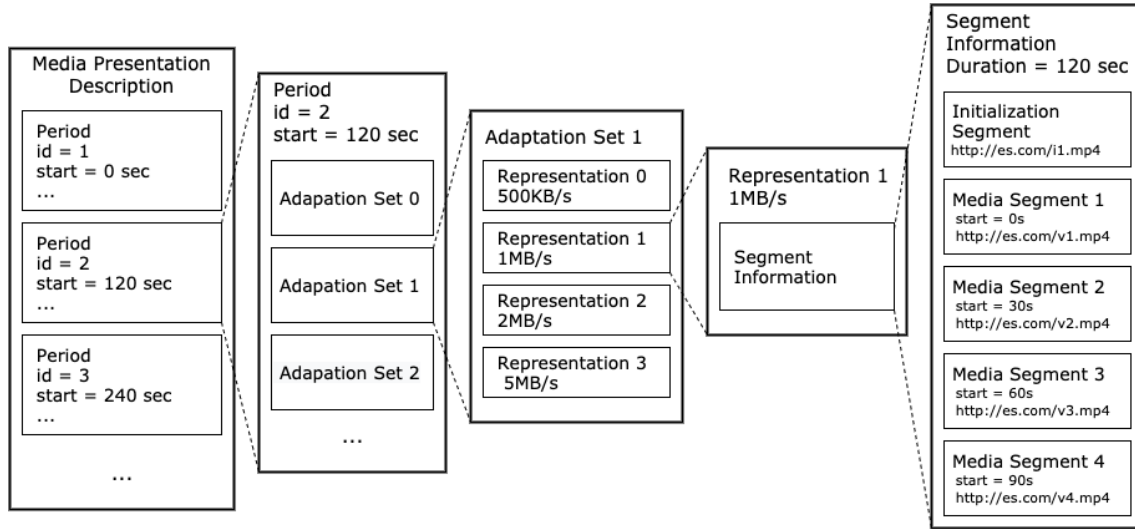 Media Presentation
Description
Period
id = 1
start = 0 sec
...
Period
id = 2
start = 120 sec
...
Period
id = 3
start = 240 sec
...
...
Period
id = 2
start = 120 sec
Adapation Set 0
Adapation Set 1
Adapation Set 2
...
Adaptation Set 1
Representation 0
500KB/s
Representation 1
1MB/s
Representation 2
2MB/s
Representation 3
5MB/s
Representation 1
1MB/s
Segment
Information
Segment
Information
Duration = 120 sec
Initialization
Segment
http://es.com/i1.mp4
Media Segment 1
start = 0s
http://es.com/v1.mp4
Media Segment 2
start = 30s
http://es.com/v2.mp4
Media Segment 3
start = 60s
http://es.com/v3.mp4
Media Segment 4
start = 90s
http://es.com/v4.mp4